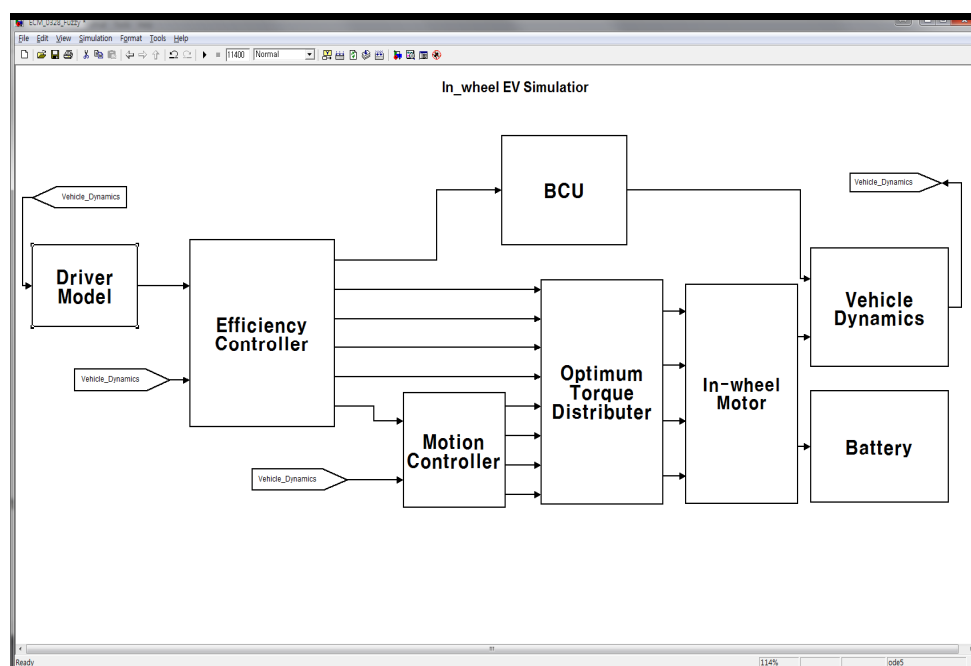 ECM_0328_Fuzzy *
File Edit View Simulation Format Tools Help
11400 Normal
In_wheel EV Simulatior
BCU
Vehicle_Dynamics
Vehicle_Dynamics
Driver
Model
Efficiency
Controller
Vehicle
Dynamics
Optimum
Torque
Distributer
In-wheel
Motor
Vehicle_Dynamics
Motion
Controller
Battery
Vehicle_Dynamics
Ready 114% ode5